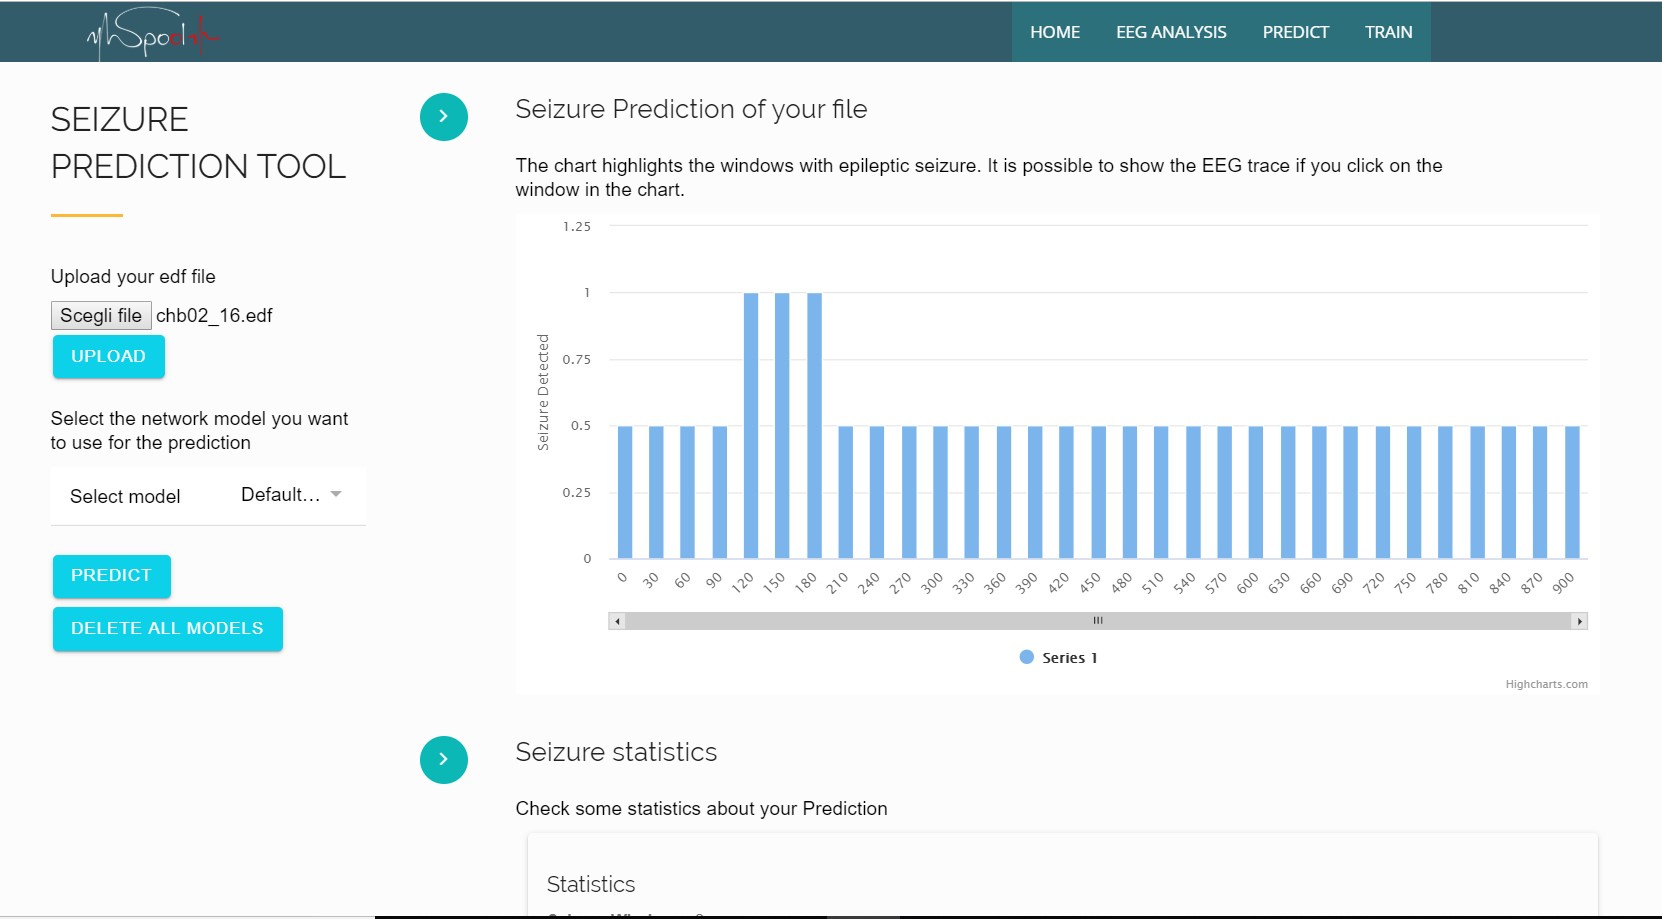 Spoash
HOME EEG ANALYSIS PREDICT TRAIN
SEIZURE
PREDICTION TOOL
Upload your edf file
Scegli file chb02_16.edf
UPLOAD
Select the network model you want
to use for the prediction
Select model Default...
PREDICT
DELETE ALL MODELS
Seizure Prediction of your file
The chart highlights the windows with epileptic seizure. It is possible to show the EEG trace if you click on the
window in the chart.
Seizure Detected
1.25
1
0.75
0.5
0.25
0
0 30 60 90 120 150 180 210 240 270 300 330 360 390 420 450 480 510 540 570 600 630 660 690 720 750 780 810 840 870 900
Series 1
Highcharts.com
Seizure statistics
Check some statistics about your Prediction
Statistics